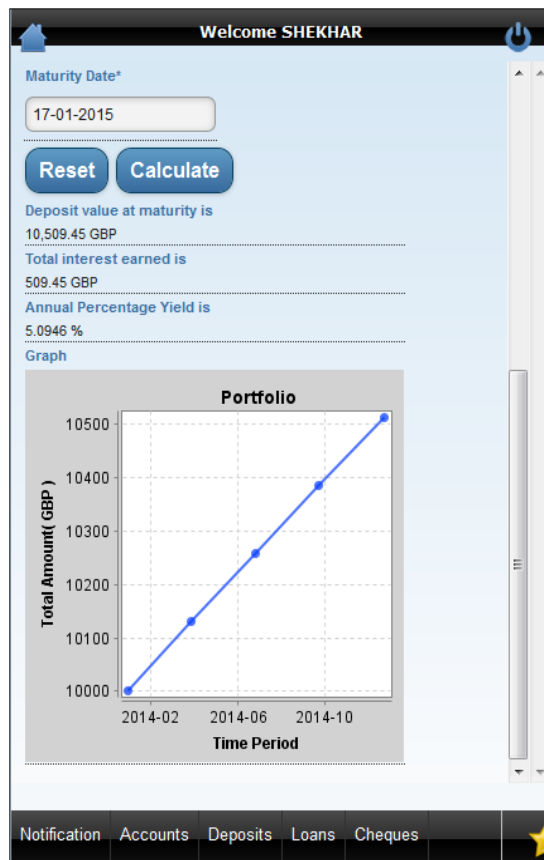 Welcome SHEKHAR
Maturity Date*
17-01-2015
Reset Calculate
Deposit value at maturity is
10,509.45 GBP
Total interest earned is
509.45 GBP
Annual Percentage Yield is
5.0946 %
Graph
Portfolio
10500
10400
10300
10200
10100
10000
Total Amount( GBP )
2014-02 2014-06 2014-10
Time Period
Notification Accounts Deposits Loans Cheques